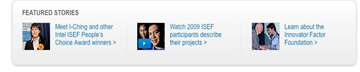 FEATURED STORIES
Meet I-Ching and other
Intel ISEF People's
Choice Award winners >
Watch 2009 ISEF
participants describe
their projects >
Learn about the
Innovator Factor
Foundation >